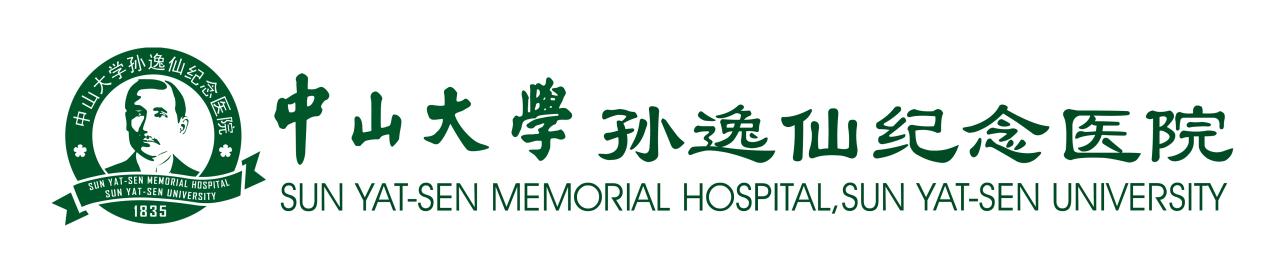 中山大学孙逸仙纪念医院
SUN YAT-SEN MEMORIAL HOSPITAL
SUN YAT-SEN UNIVERSITY
1835
中山大學 孙逸仙纪念医院
SUN YAT-SEN MEMORIAL HOSPITAL,SUN YAT-SEN UNIVERSITY